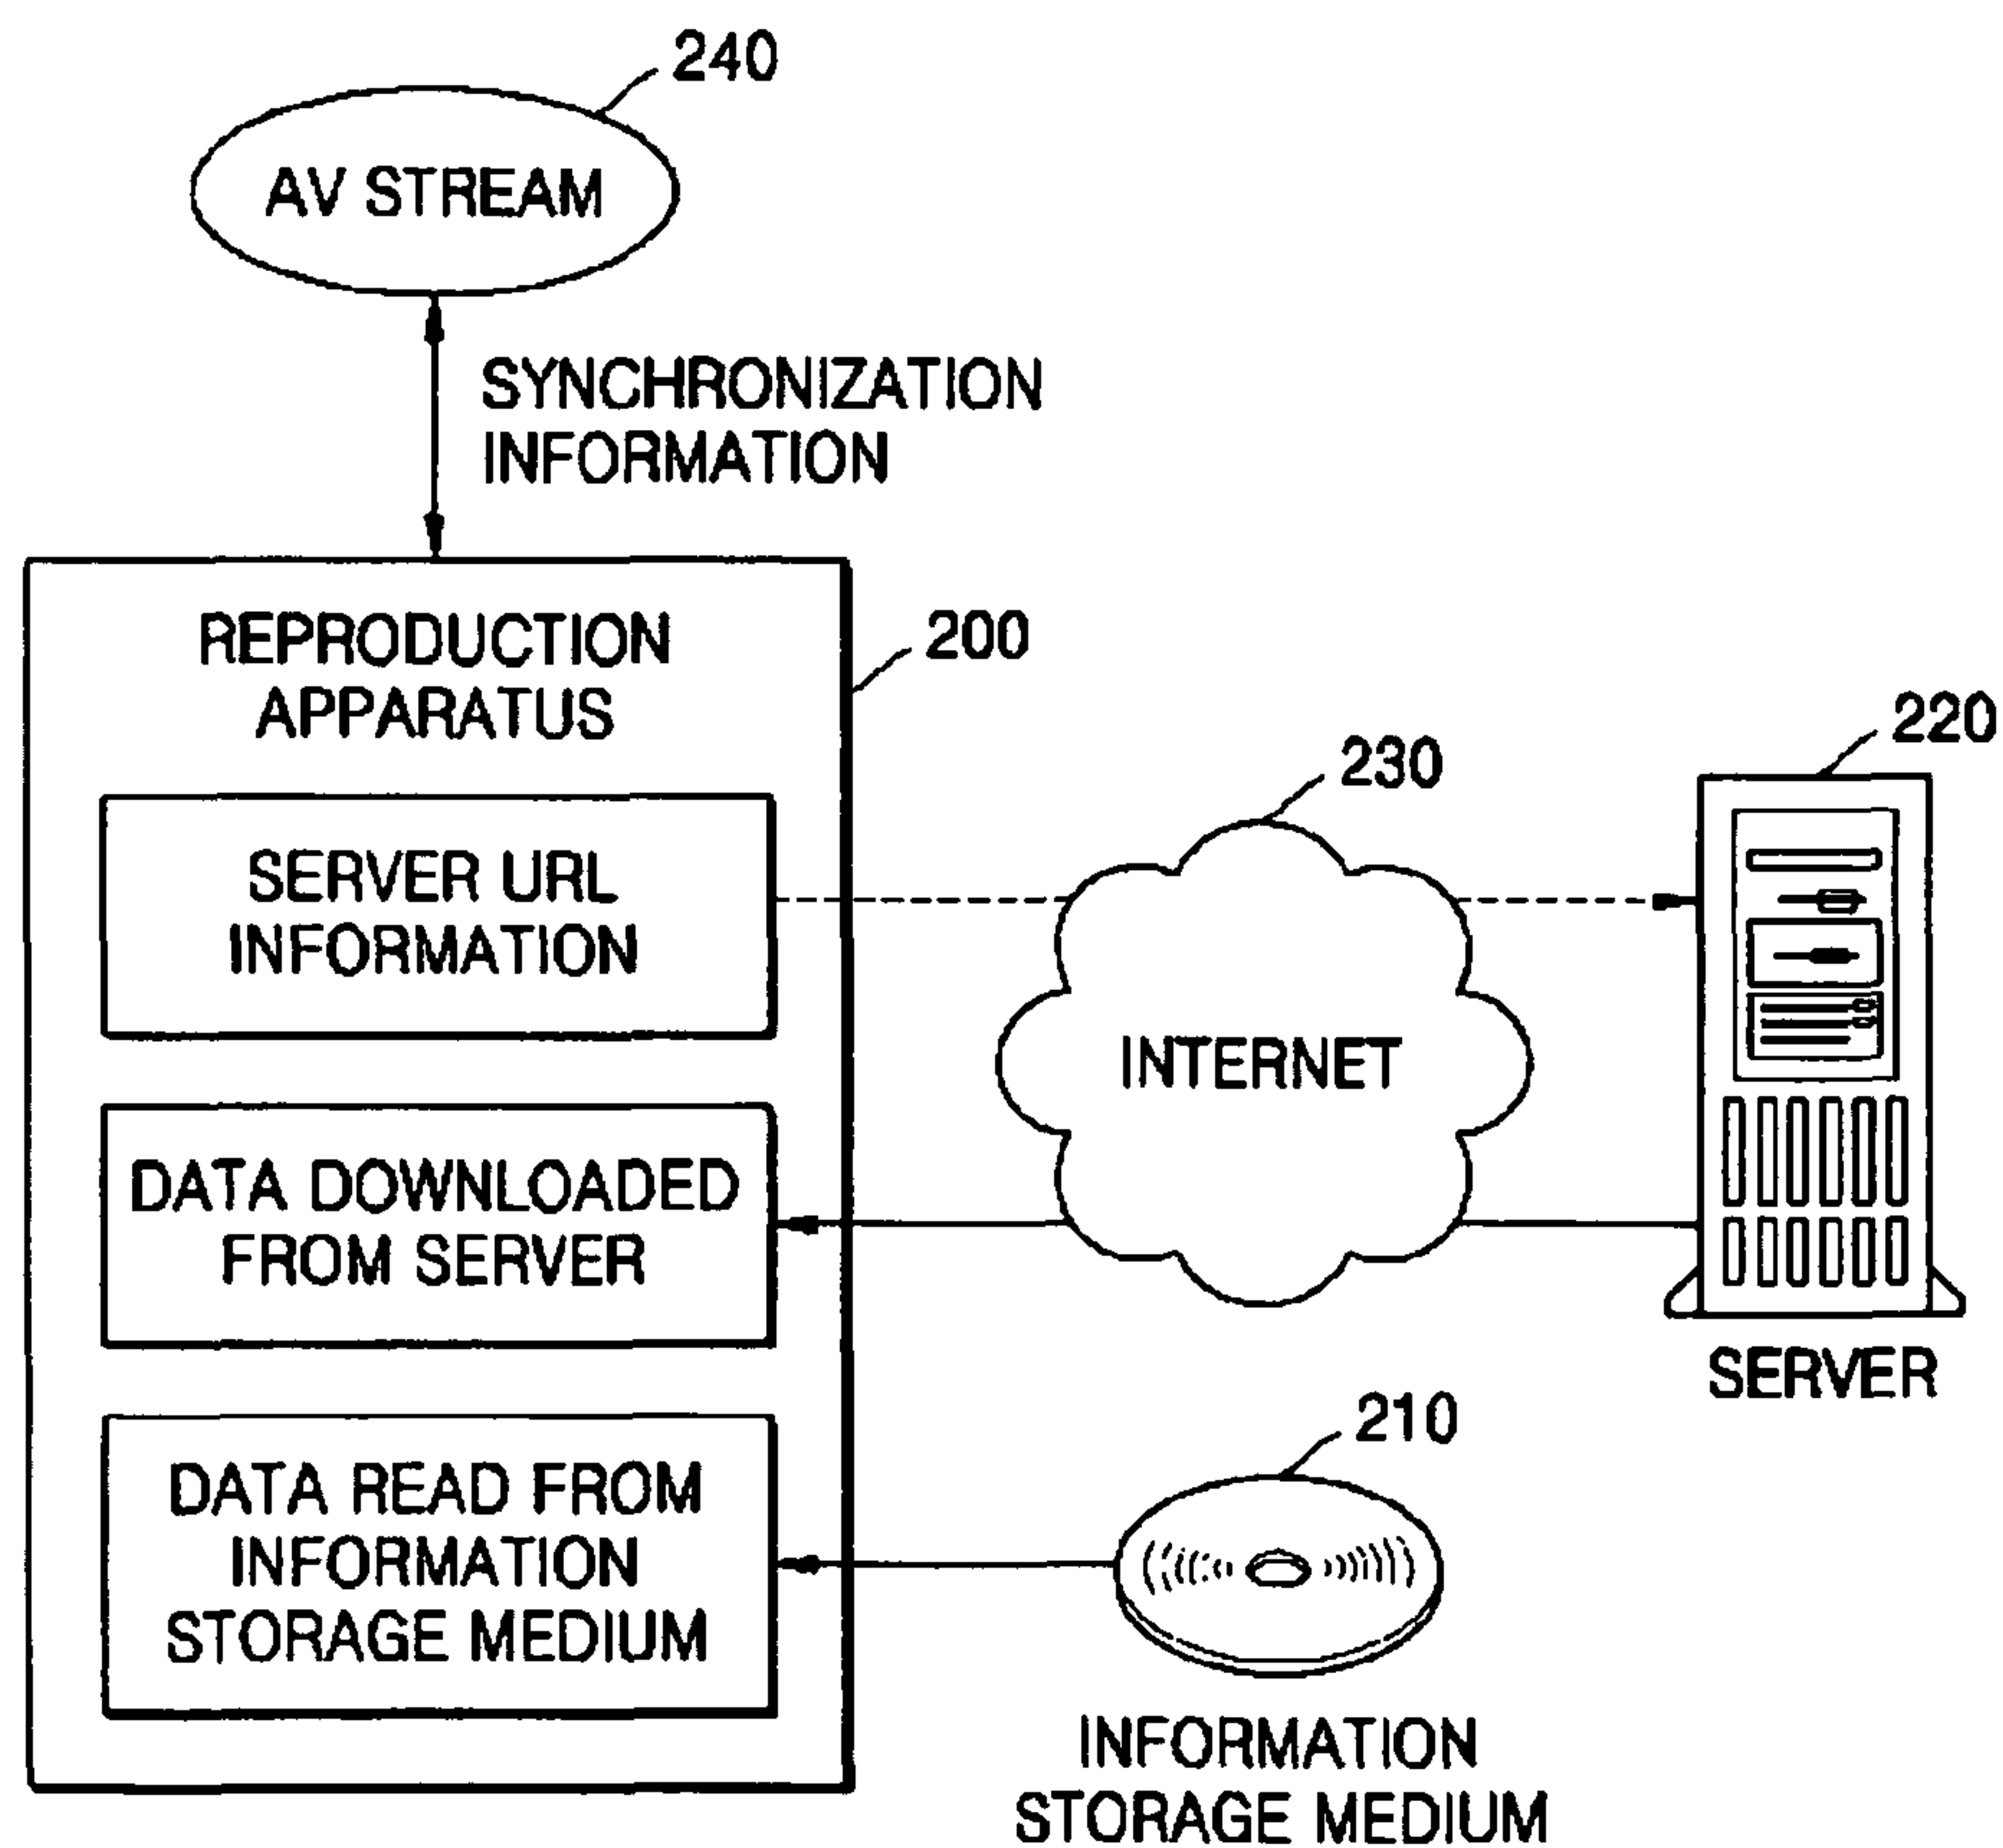 240
AV STREAM
SYNCHRONIZATION
INFORMATION
REPRODUCTION
APPARATUS
200
SERVER URL
INFORMATION
DATA DOWNLOADED
FROM SERVER
DATA READ FROM
INFORMATION
STORAGE MEDIUM
230
INTERNET
220
SERVER
210
INFORMATION
STORAGE MEDIUM